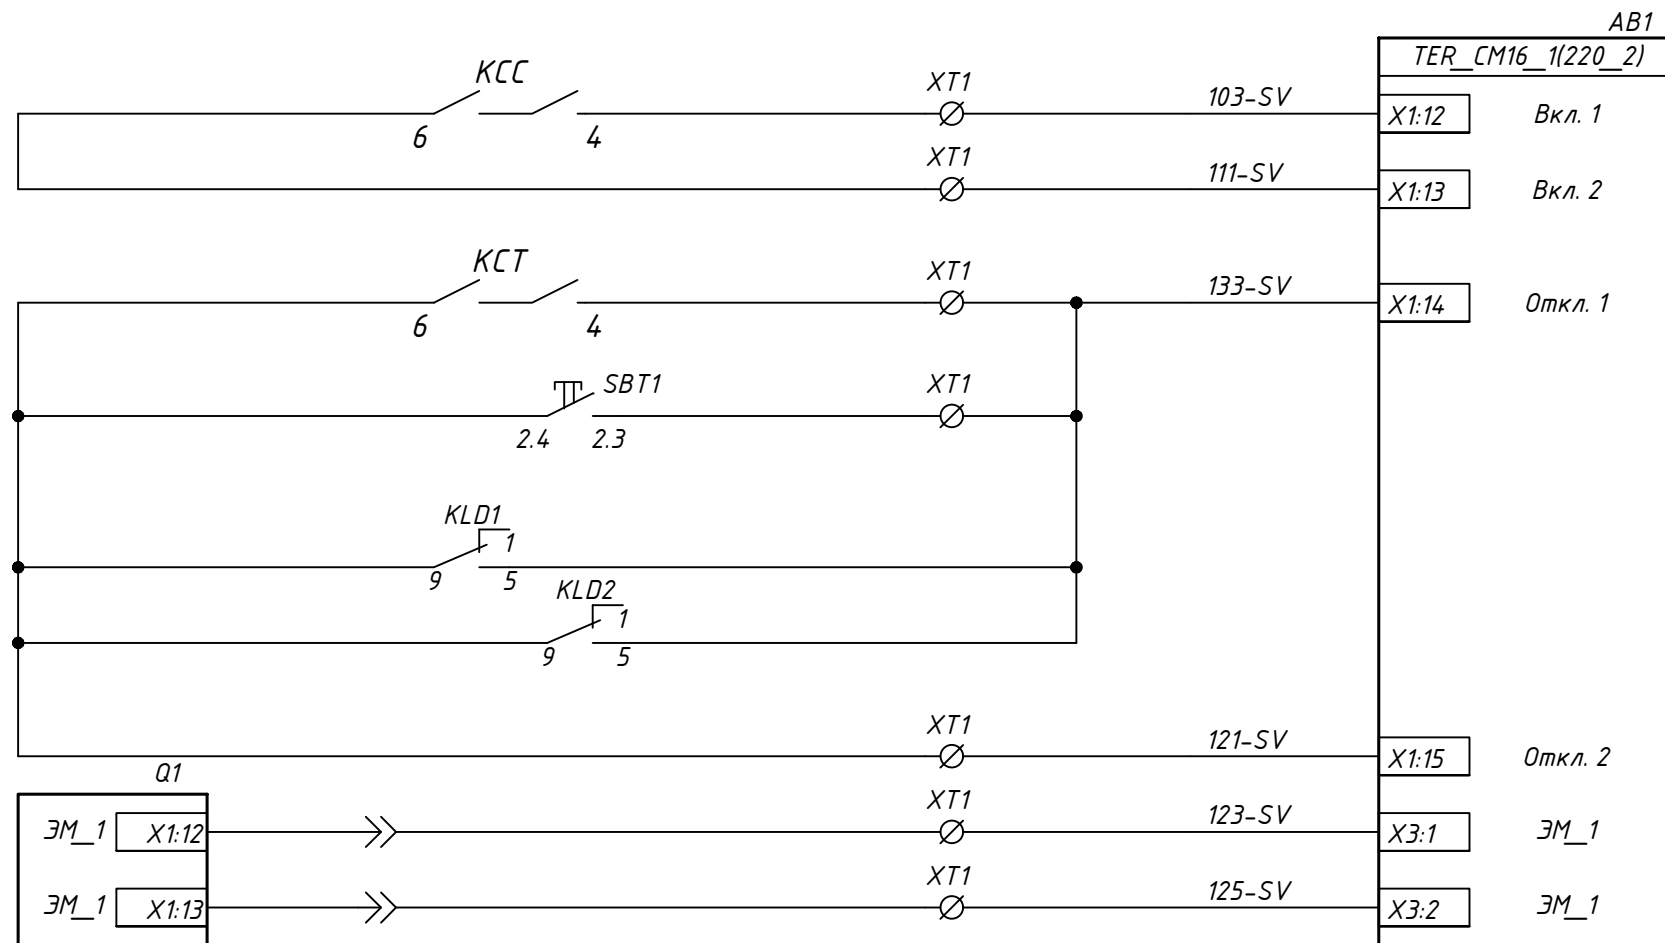 AB1
TER_CM16_1(220_2)
KCC
XT1
103-SV
X1:12
Вкл. 1
6
4
XT1
111-SV
X1:13
Вкл. 2
KCT
XT1
133-SV
X1:14
Откл. 1
6
4
SBT1
XT1
2.4
2.3
KLD1
1
9
5
KLD2
1
9
5
XT1
121-SV
X1:15
Откл. 2
Q1
XT1
123-SV
ЭМ_1
X1:12
X3:1
ЭМ_1
XT1
125-SV
ЭМ_1
X1:13
X3:2
ЭМ_1